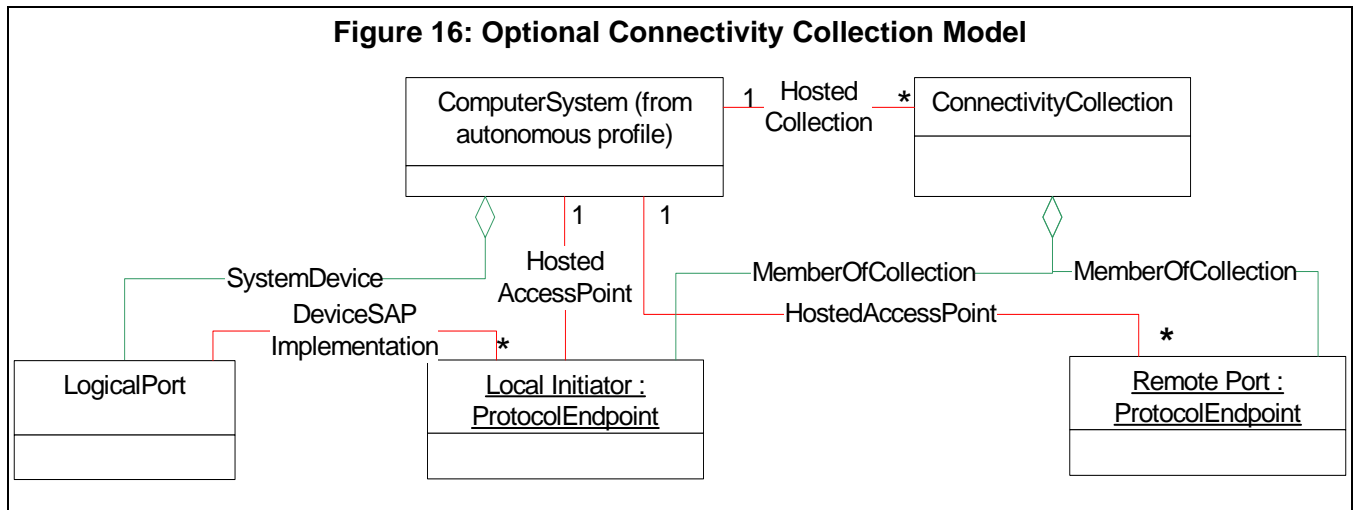 Figure 16: Optional Connectivity Collection Model
ComputerSystem (from
autonomous profile)
1
Hosted
Collection
*
ConnectivityCollection
1
1
SystemDevice
Hosted
AccessPoint
MemberOfCollection
MemberOfCollection
HostedAccessPoint
DeviceSAP
Implementation
*
*
LogicalPort
Local Initiator :
ProtocolEndpoint
Remote Port :
ProtocolEndpoint